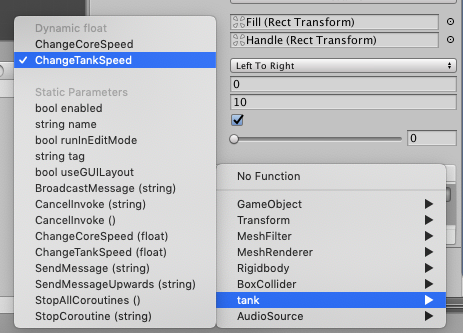 Dynamic float
ChangeCoreSpeed
✓ ChangeTankSpeed
Static Parameters
bool enabled
string name
bool runInEditMode
string tag
bool useGUILayout
BroadcastMessage (string)
CancelInvoke (string)
CancelInvoke ()
ChangeCoreSpeed (float)
ChangeTankSpeed (float)
SendMessage (string)
SendMessageUpwards (string)
StopAllCoroutines ()
StopCoroutine (string)
Fill (Rect Transform)
Handle (Rect Transform)
Left To Right
0
10
0
No Function
GameObject
Transform
MeshFilter
MeshRenderer
Rigidbody
BoxCollider
tank
AudioSource